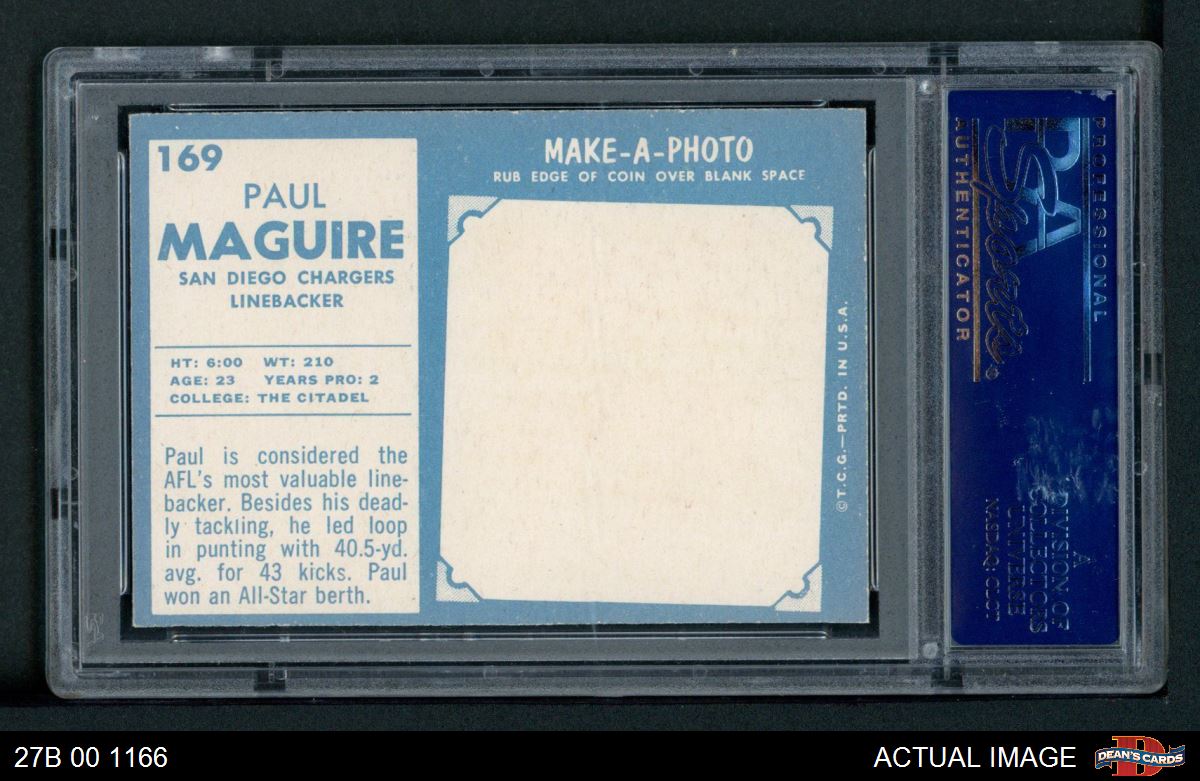 169
PAUL
MAGUIRE
SAN DIEGO CHARGERS
LINEBACKER
HT: 6:00 WT: 210
AGE: 23 YEARS PRO: 2
COLLEGE: THE CITADEL
Paul is considered the
AFL's most valuable line-
backer. Besides his dead-
ly tackling, he led loop
in punting with 40.5-yd.
avg. for 43 kicks. Paul
won an All-Star berth.
MAKE-A-PHOTO
RUB EDGE OF COIN OVER BLANK SPACE
©T.C.G.—PRTD. IN U.S.A.
PROFESSIONAL
PSA
Sports
AUTHENTICATOR
A
DIVISION OF
COLLECTORS
UNIVERSE
NASDAQ: CLCT
27B 00 1166
ACTUAL IMAGE
D
DEAN'S CARDS